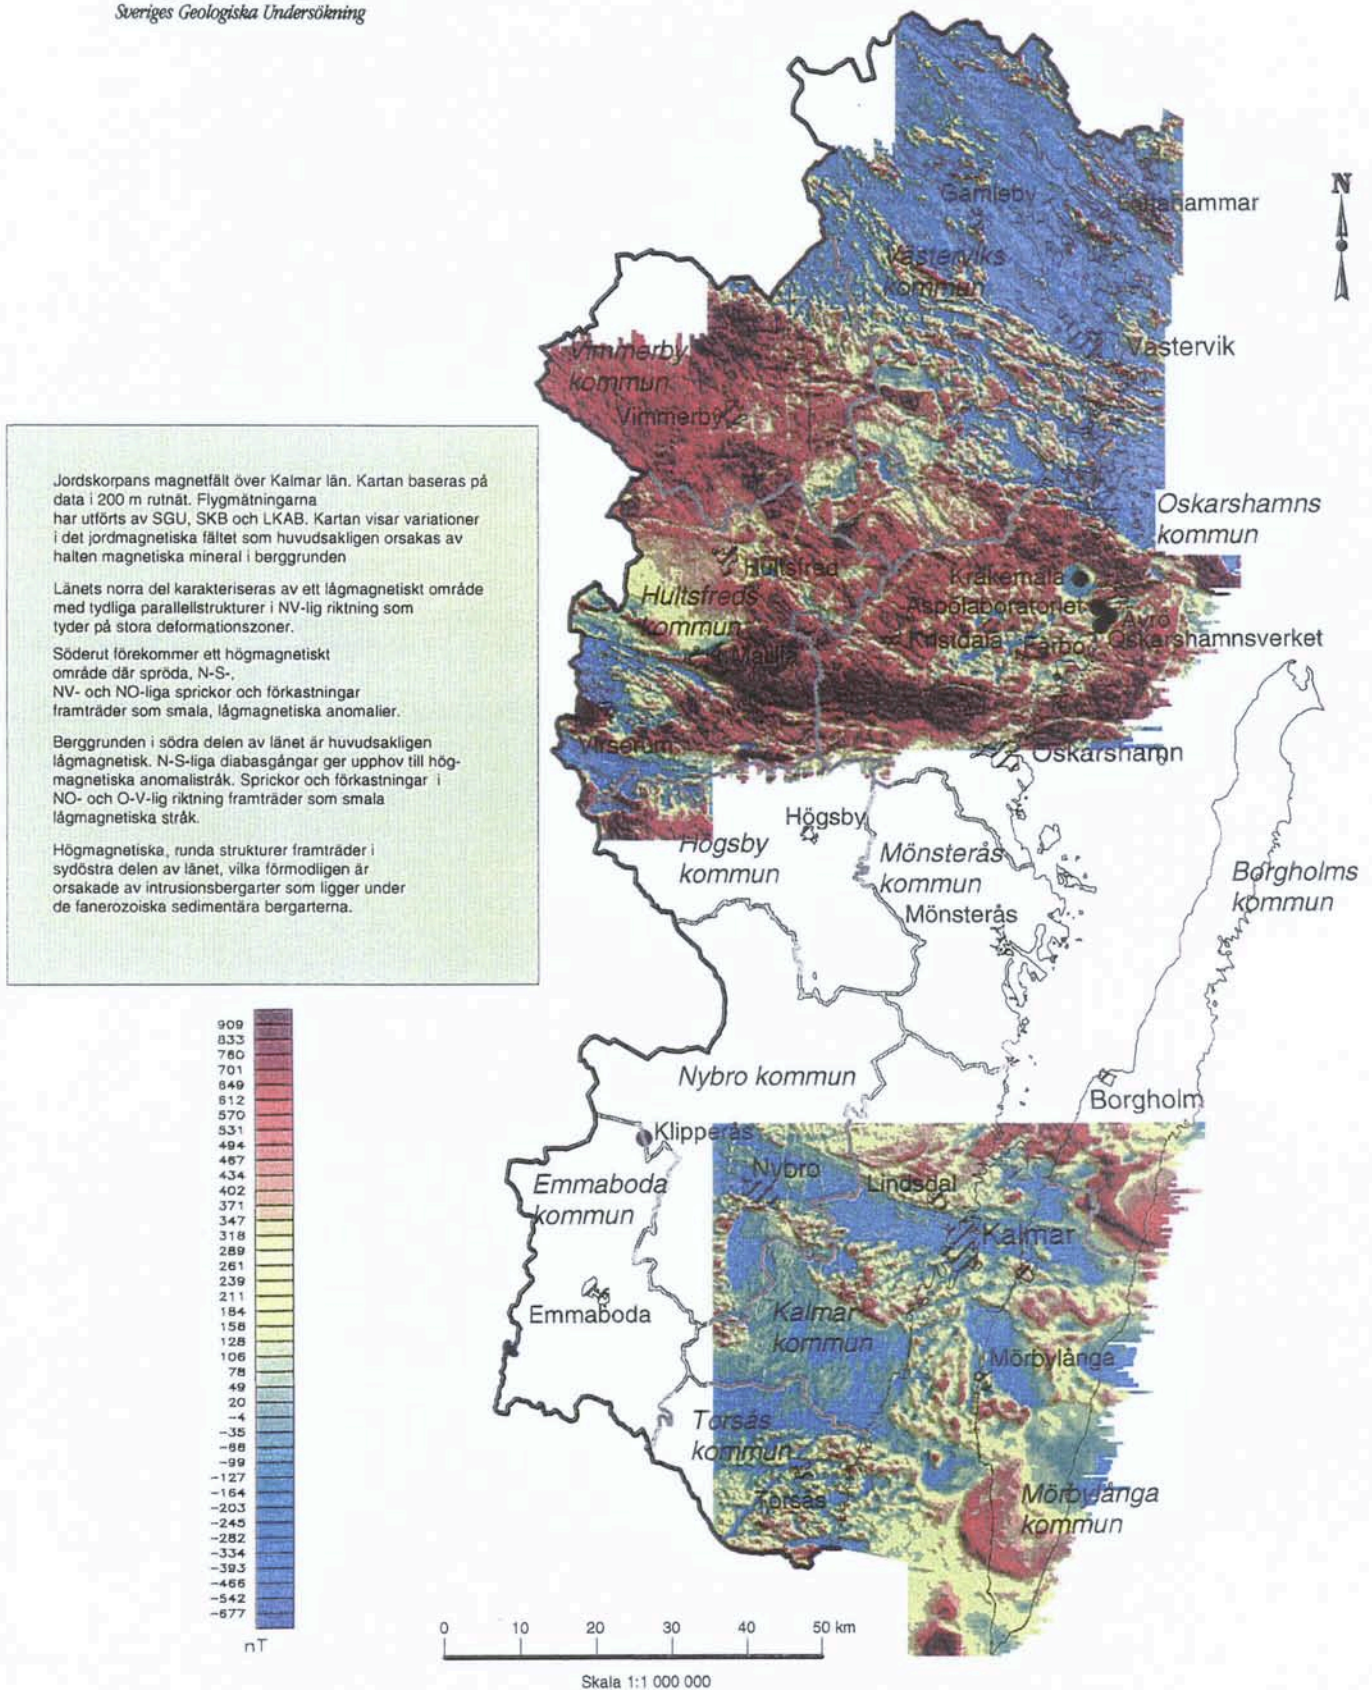 Sveriges Geologiska Undersökning
N
Gamleby
hammar
Västerviks
kommun
Västervik
Vimmerby
kommun
Vimmerby
Jordskorpans magnetfält över Kalmar län. Kartan baseras på
data i 200 m rutnät. Flygmätningarna
har utförts av SGU, SKB och LKAB. Kartan visar variationer
i det jordmagnetiska fältet som huvudsakligen orsakas av
halten magnetiska mineral i berggrunden
Länets norra del karakteriseras av ett lågmagnetiskt område
med tydliga parallellstrukturer i NV-lig riktning som
tyder på stora deformationszoner.
Söderut förekommer ett högmagnetiskt
område där spröda, N-S-,
NV- och NO-liga sprickor och förkastningar
framträder som smala, lågmagnetiska anomalier.
Berggrunden i södra delen av länet är huvudsakligen
lågmagnetisk. N-S-liga diabasgångar ger upphov till hög-
magnetiska anomalistråk. Sprickor och förkastningar i
NO- och O-V-lig riktning framträder som smala
lågmagnetiska stråk.
Högmagnetiska, runda strukturer framträder i
sydöstra delen av länet, vilka förmodligen är
orsakade av intrusionsbergarter som ligger under
de fanerozoiska sedimentära bergarterna.
Oskarshamns
kommun
Hultsfred
Kråkemåla
Hultsfreds
kommun
Äspölaboratoriet
Ävrö
Kristdala
Fårbo
Oskarshamnsverket
Målilla
Virserum
Oskarshamn
Högsby
Högsby
kommun
Mönsterås
kommun
Mönsterås
Borgholms
kommun
Nybro kommun
Borgholm
Klipperås
Nybro
Lindsdal
Emmaboda
kommun
Kalmar
Emmaboda
Kalmar
kommun
Mörbylånga
Torsås
kommun
Torsås
Mörbylånga
kommun
909
833
760
701
649
612
570
531
494
467
434
402
371
347
318
289
261
239
211
184
156
128
106
78
49
20
-4
-35
-68
-99
-127
-164
-203
-245
-282
-334
-393
-466
-542
-677
nT
0 10 20 30 40 50 km
Skala 1:1 000 000